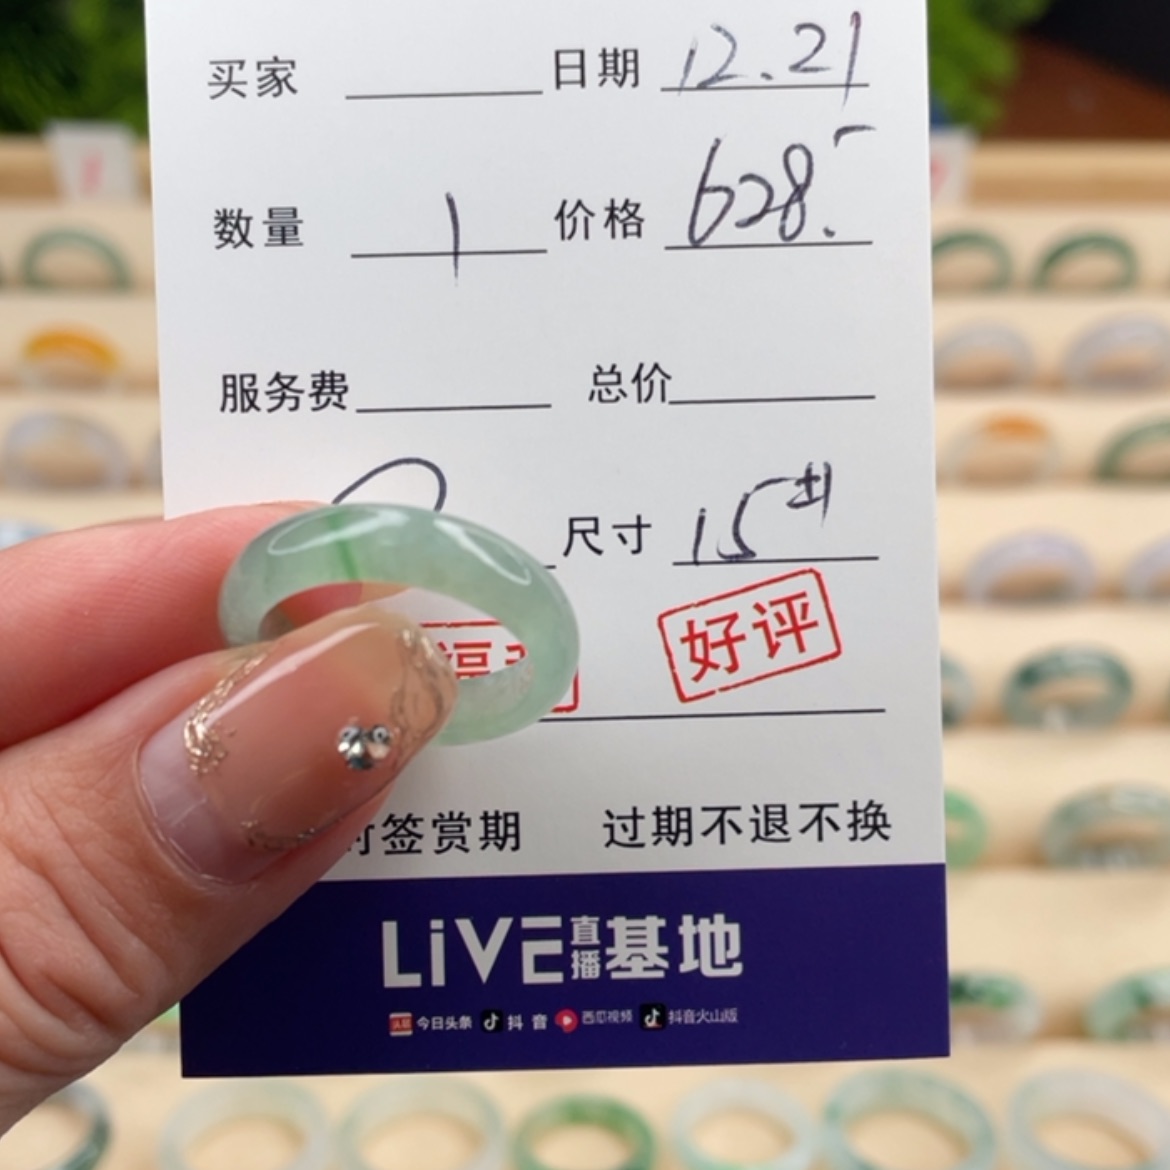 买家 日期 12.21
数量 1 价格 628.-
服务费 总价
尺寸 15±1
福 好评
签赏期 过期不退不换
LiVE直播基地
今日头条 抖音 西瓜视频 抖音火山版